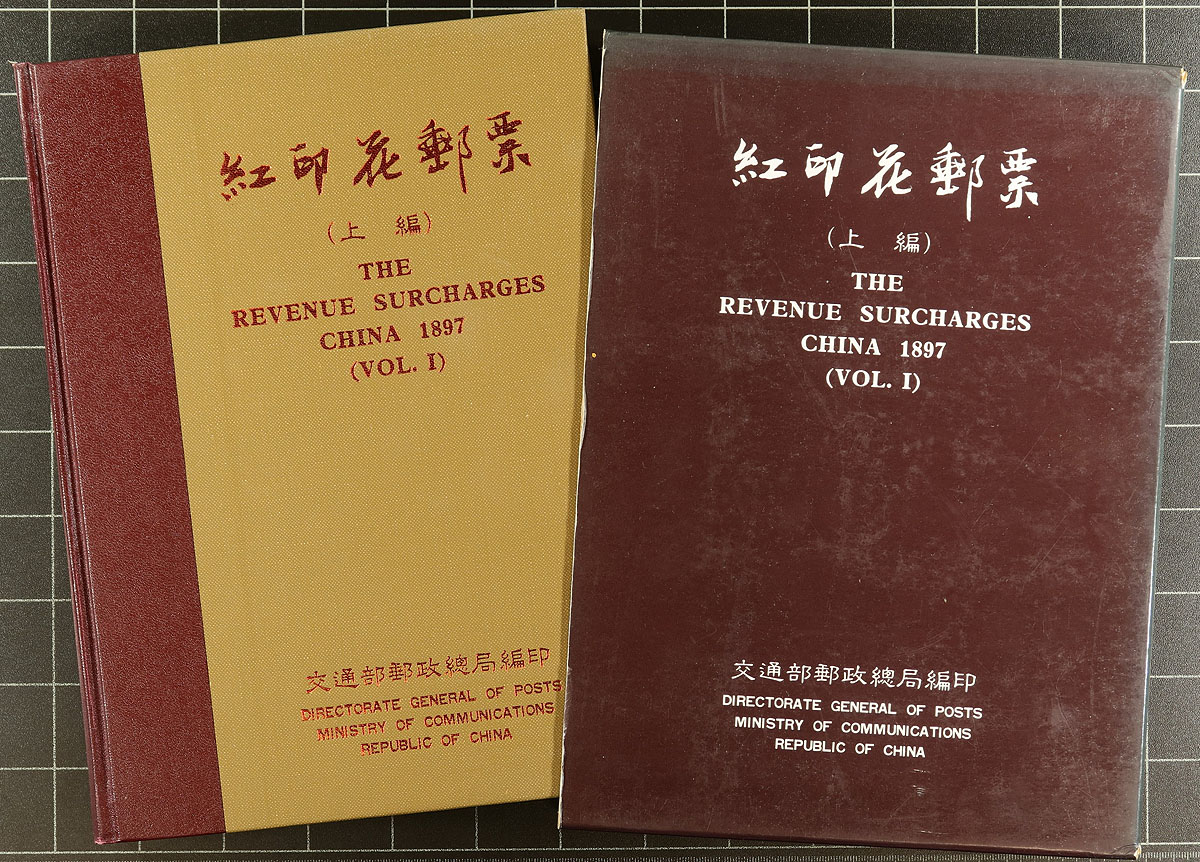 紅印花郵票
(上 編)
THE
REVENUE SURCHARGES
CHINA 1897
(VOL. I)
交通部郵政總局編印
DIRECTORATE GENERAL OF POSTS
MINISTRY OF COMMUNICATIONS
REPUBLIC OF CHINA
紅印花郵票
(上 編)
THE
REVENUE SURCHARGES
CHINA 1897
(VOL. I)
交通部郵政總局編印
DIRECTORATE GENERAL OF POSTS
MINISTRY OF COMMUNICATIONS
REPUBLIC OF CHINA